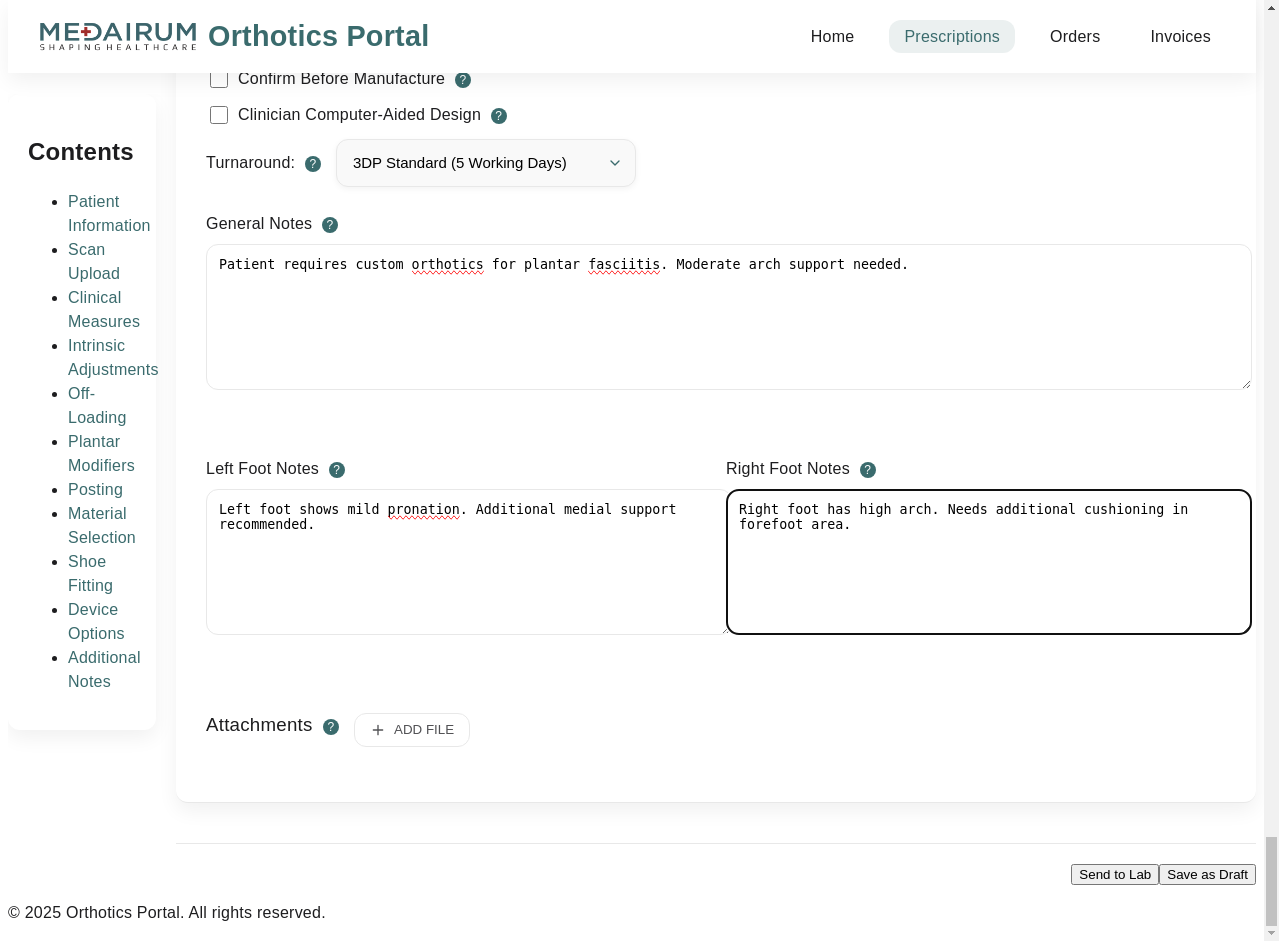 MEDAIRUM
SHAPING HEALTHCARE
Orthotics Portal
Home
Prescriptions
Orders
Invoices
Contents
Patient
Information
Scan
Upload
Clinical
Measures
Intrinsic
Adjustments
Off-
Loading
Plantar
Modifiers
Posting
Material
Selection
Shoe
Fitting
Device
Options
Additional
Notes
Confirm Before Manufacture ?
Clinician Computer-Aided Design ?
Turnaround: ? 3DP Standard (5 Working Days)
General Notes ?
Patient requires custom orthotics for plantar fasciitis. Moderate arch support needed.
Left Foot Notes ?
Left foot shows mild pronation. Additional medial support
recommended.
Right Foot Notes ?
Right foot has high arch. Needs additional cushioning in
forefoot area.
Attachments ? ADD FILE
Send to Lab
Save as Draft
© 2025 Orthotics Portal. All rights reserved.